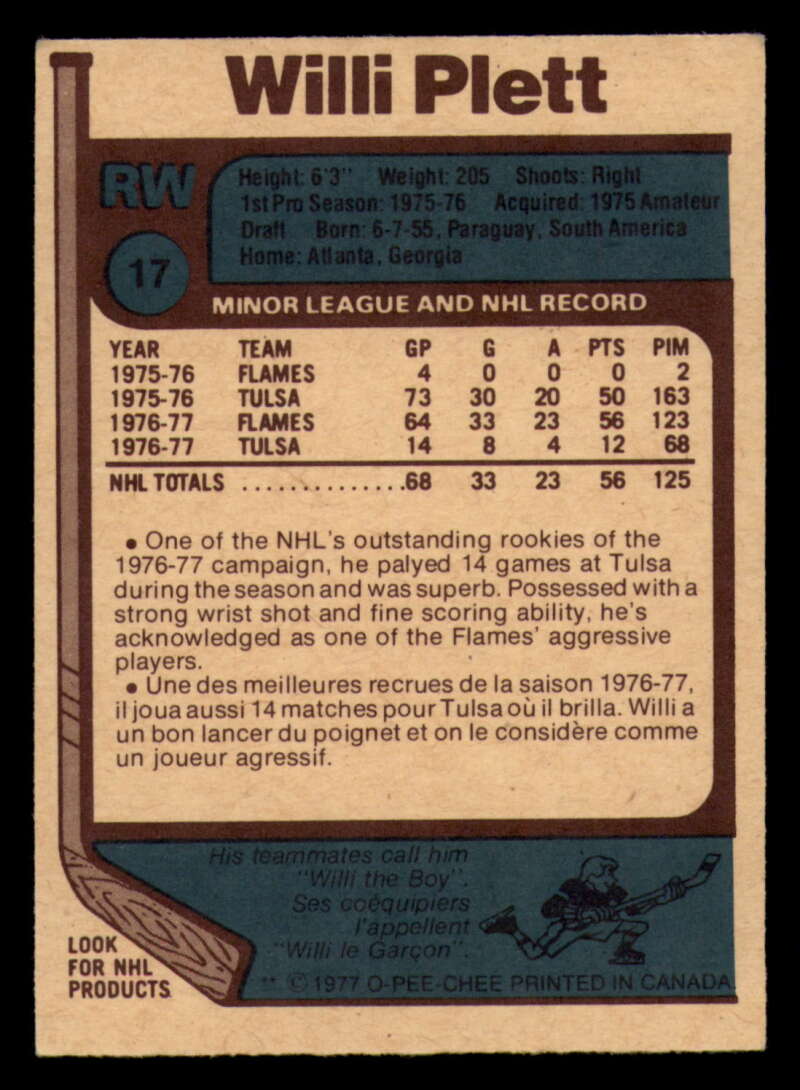 Willi Plett
RW
Height: 6'3" Weight: 205 Shoots: Right
1st Pro Season: 1975-76 Acquired: 1975 Amateur
Draft Born: 6-7-55, Paraguay, South America
Home: Atlanta, Georgia
17
MINOR LEAGUE AND NHL RECORD
YEAR TEAM GP G A PTS PIM
1975-76 FLAMES 4 0 0 0 2
1975-76 TULSA 73 30 20 50 163
1976-77 FLAMES 64 33 23 56 123
1976-77 TULSA 14 8 4 12 68
NHL TOTALS ..............68 33 23 56 125
• One of the NHL's outstanding rookies of the
1976-77 campaign, he palyed 14 games at Tulsa
during the season and was superb. Possessed with a
strong wrist shot and fine scoring ability, he's
acknowledged as one of the Flames' aggressive
players.
• Une des meilleures recrues de la saison 1976-77,
il joua aussi 14 matches pour Tulsa où il brilla. Willi a
un bon lancer du poignet et on le considère comme
un joueur agressif.
His teammates call him
"Willi the Boy".
Ses coéquipiers
l'appellent
"Willi le Garçon".
LOOK
FOR NHL
PRODUCTS
** © 1977 O-PEE-CHEE PRINTED IN CANADA